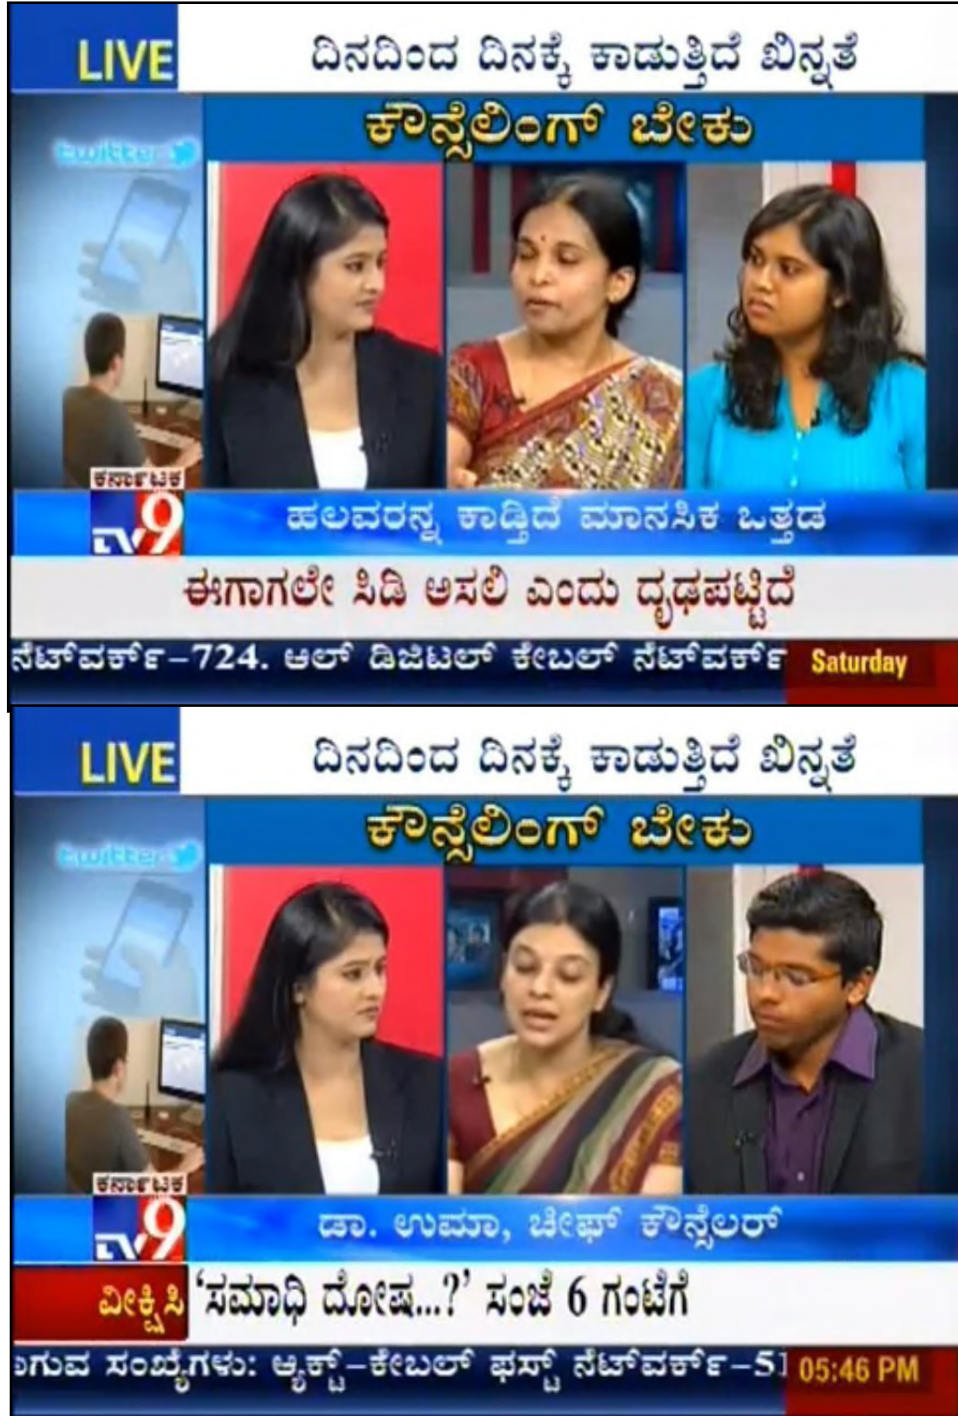 LIVE
ದಿನದಿಂದ ದಿನಕ್ಕೆ ಕಾಡುತ್ತಿದೆ ಖಿನ್ನತೆ
ಕೌನ್ಸೆಲಿಂಗ್ ಬೇಕು
twitter
ಕರ್ನಾಟಕ
TV9
ಹಲವರನ್ನ ಕಾಡ್ತಿದೆ ಮಾನಸಿಕ ಒತ್ತಡ
ಈಗಾಗಲೇ ಸಿಡಿ ಅಸಲಿ ಎಂದು ದೃಢಪಟ್ಟಿದೆ
ನೆಟ್‌ವರ್ಕ್-724. ಆಲ್ ಡಿಜಿಟಲ್ ಕೇಬಲ್ ನೆಟ್‌ವರ್ಕ್
Saturday
LIVE
ದಿನದಿಂದ ದಿನಕ್ಕೆ ಕಾಡುತ್ತಿದೆ ಖಿನ್ನತೆ
ಕೌನ್ಸೆಲಿಂಗ್ ಬೇಕು
twitter
ಕರ್ನಾಟಕ
TV9
ಡಾ. ಉಮಾ, ಚೀಫ್ ಕೌನ್ಸೆಲರ್
ವೀಕ್ಷಿಸಿ 'ಸಮಾಧಿ ದೋಷ...?' ಸಂಜೆ 6 ಗಂಟೆಗೆ
ಸಂಖ್ಯೆಗಳು: ಆ್ಯಕ್ಟ್-ಕೇಬಲ್ ಫಸ್ಟ್ ನೆಟ್‌ವರ್ಕ್-51
05:46 PM